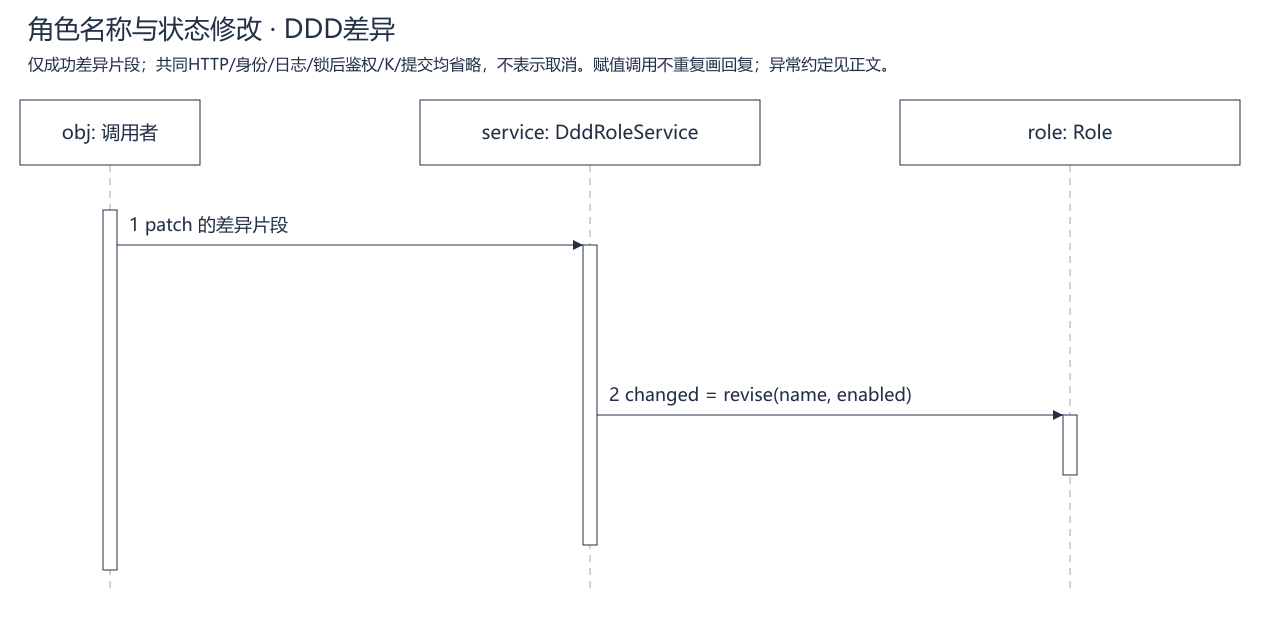 角色名称与状态修改 · DDD差异
仅成功差异片段；共同HTTP/身份/日志/锁后鉴权/K/提交均省略，不表示取消。赋值调用不重复画回复；异常约定见正文。
obj: 调用者
service: DddRoleService
role: Role
1 patch 的差异片段
2 changed = revise(name, enabled)